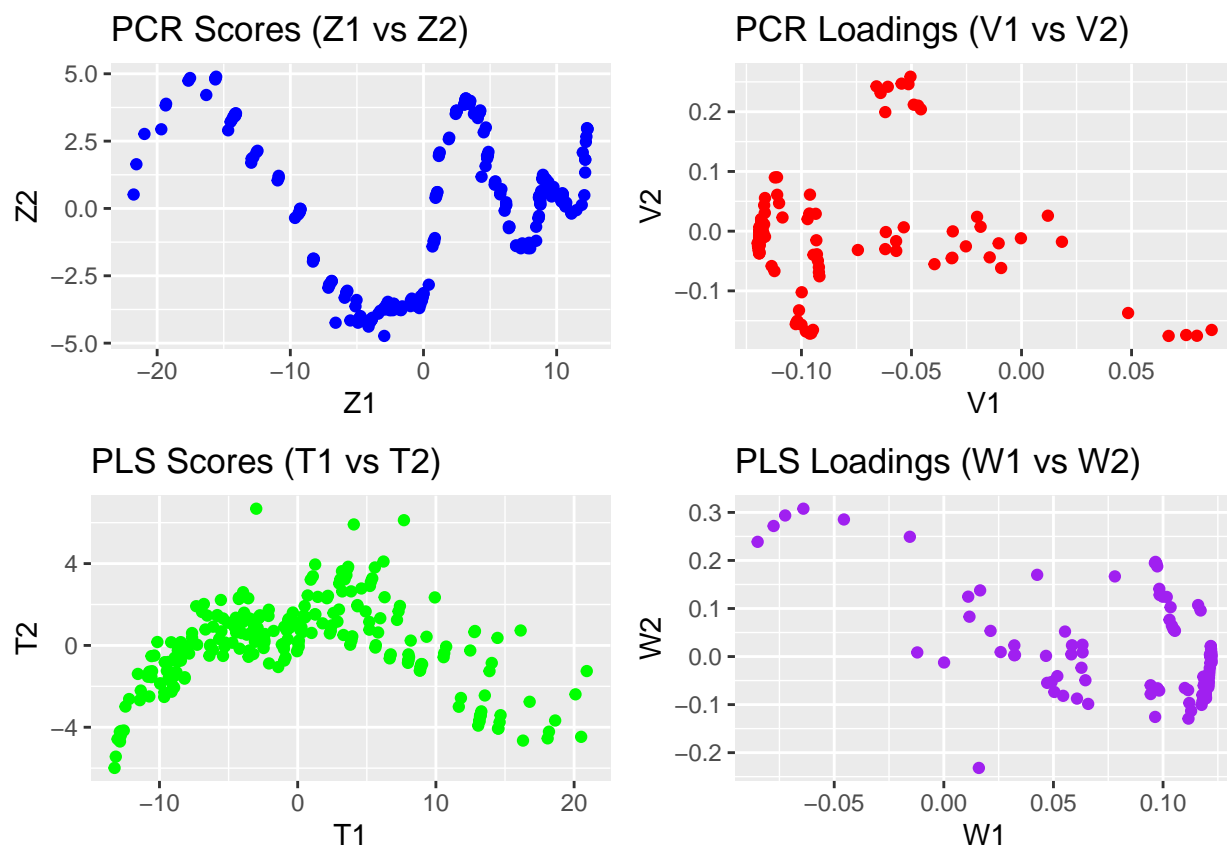 PCR Scores (Z1 vs Z2)
5.0
2.5
0.0
−2.5
−5.0
Z2
−20
−10
0
10
Z1
PCR Loadings (V1 vs V2)
0.2
0.1
0.0
−0.1
V2
−0.10
−0.05
0.00
0.05
V1
PLS Scores (T1 vs T2)
4
0
−4
T2
−10
0
10
20
T1
PLS Loadings (W1 vs W2)
0.3
0.2
0.1
0.0
−0.1
−0.2
W2
−0.05
0.00
0.05
0.10
W1